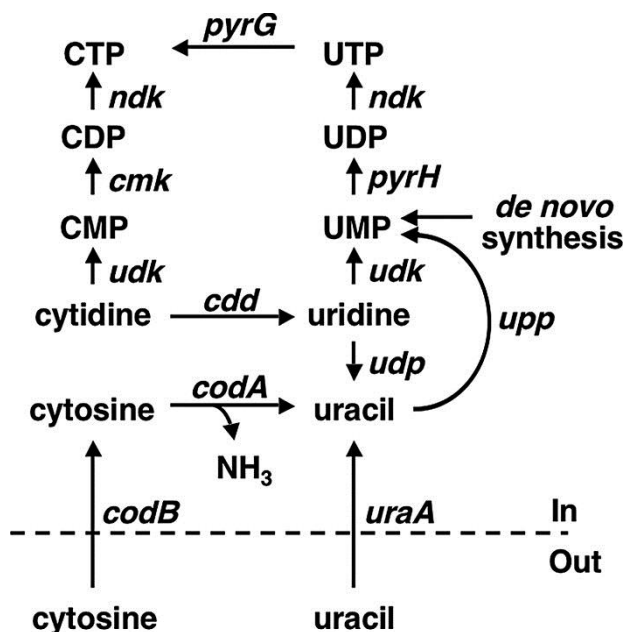 pyrG
CTP UTP
ndk ndk
CDP UDP
cmk pyrH
CMP UMP de novo
synthesis
udk udk
cytidine cdd uridine upp
udp
cytosine codA uracil
NH3
codB uraA In
Out
cytosine uracil